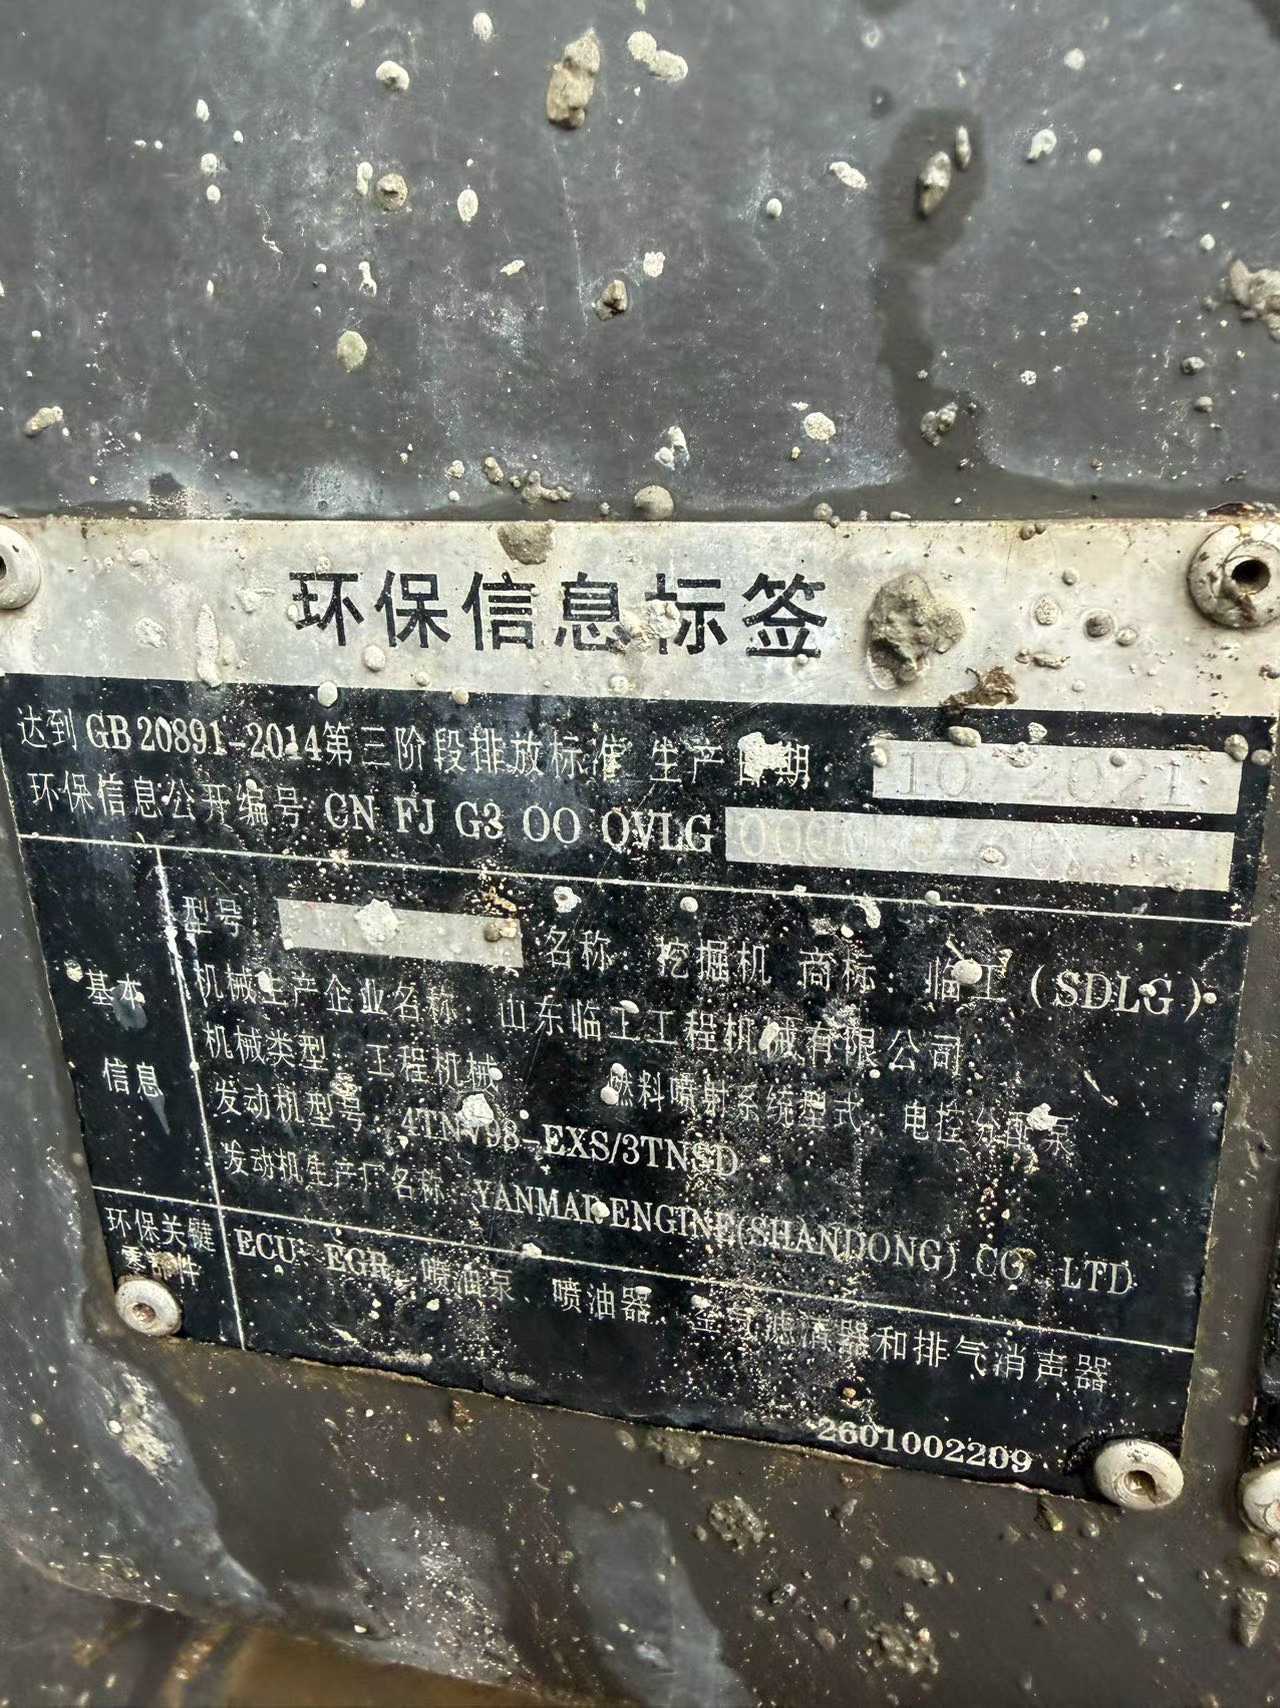 环保信息标签
达到 GB 20891-2014第三阶段排放标准 生产日期 10 2021
环保信息公开编号 CN FJ G3 00 QVLG
基本
信息
型号 名称: 挖掘机 商标: 临工 (SDLG)
机械生产企业名称: 山东临工工程机械有限公司
机械类型: 工程机械 燃料喷射系统型式: 电控分配泵
发动机型号: 4TNV98-EXS/3TNSD
发动机生产厂名称: YANMAR ENGINE(SHANDONG) CO., LTD
环保关键
零部件
ECU、EGR、喷油泵、喷油器、空气滤清器和排气消声器
2601002209